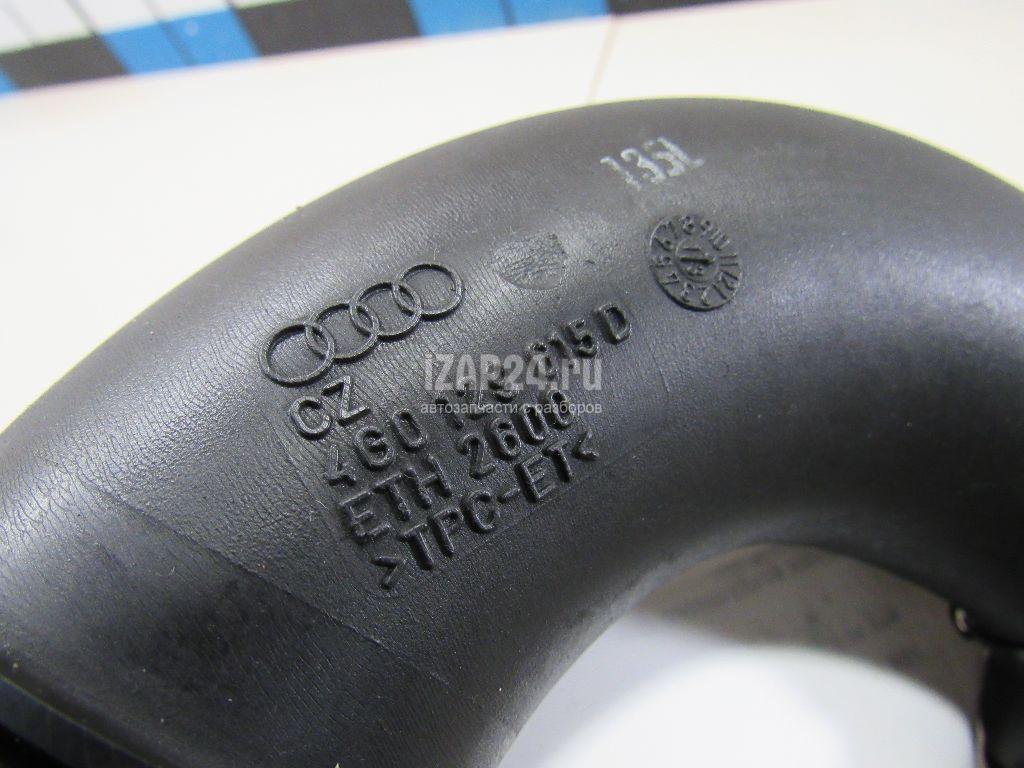 135L
CZ
4G0 129 615 D
iZAP24.ru
автозапчасти с разборов
ETH 2600
>TPC-ET<